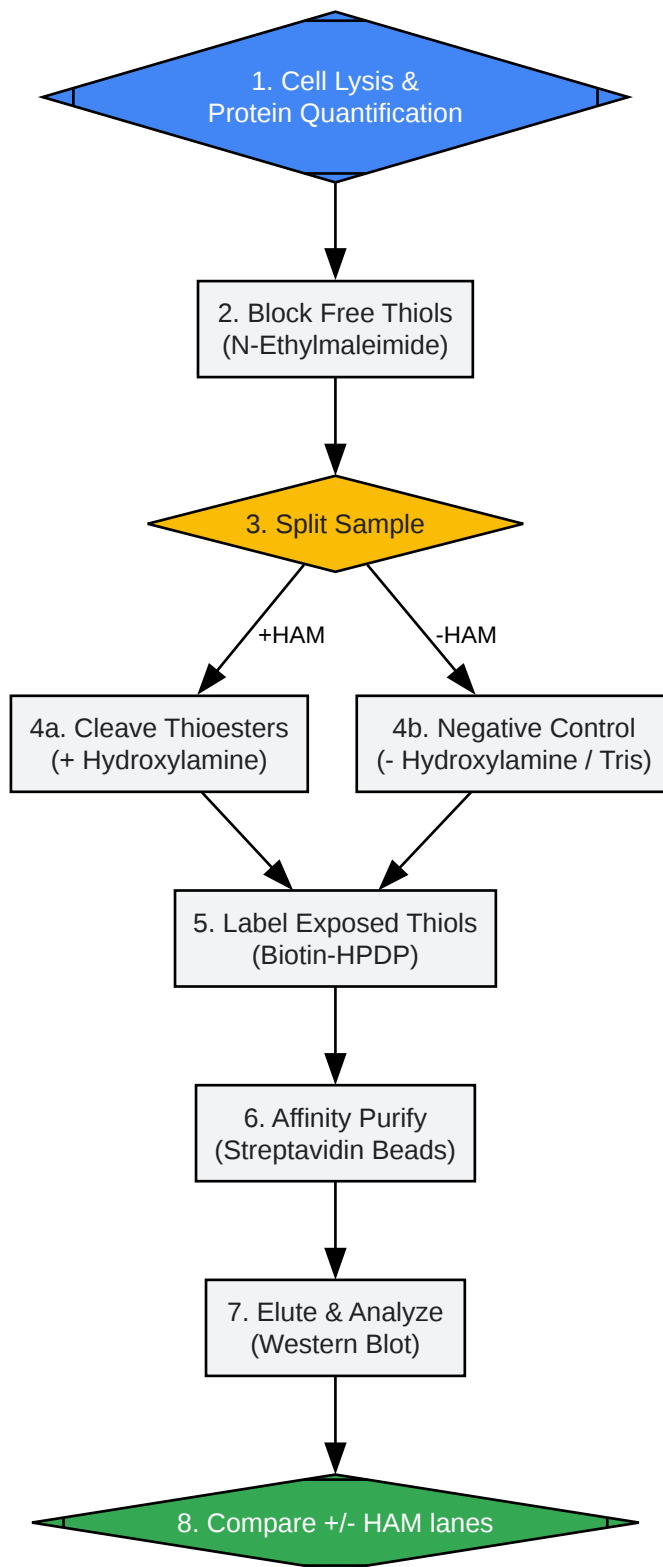 1. Cell Lysis &
Protein Quantification
2. Block Free Thiols
(N-Ethylmaleimide)
3. Split Sample
+HAM
-HAM
4a. Cleave Thioesters
(+ Hydroxylamine)
4b. Negative Control
(- Hydroxylamine / Tris)
5. Label Exposed Thiols
(Biotin-HPDP)
6. Affinity Purify
(Streptavidin Beads)
7. Elute & Analyze
(Western Blot)
8. Compare +/- HAM lanes